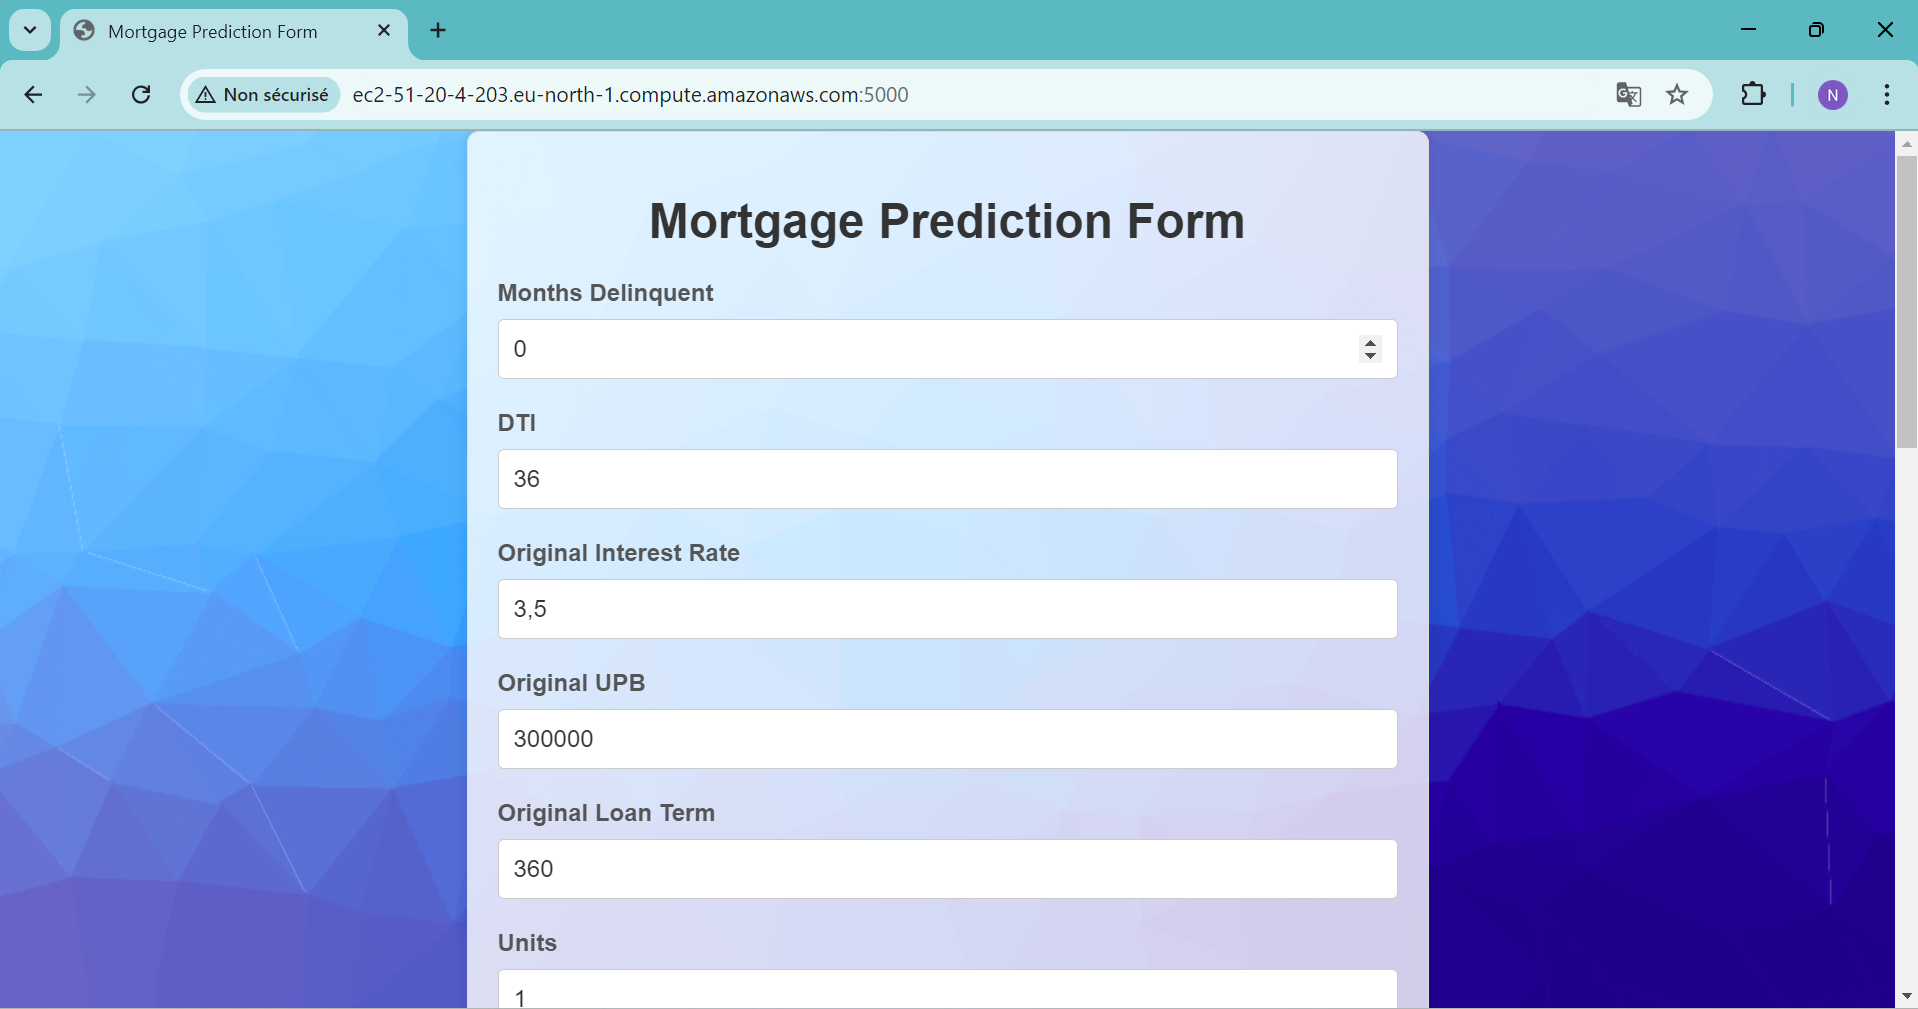 Mortgage Prediction Form
Non sécurisé ec2-51-20-4-203.eu-north-1.compute.amazonaws.com:5000
N
Mortgage Prediction Form
Months Delinquent
0
DTI
36
Original Interest Rate
3,5
Original UPB
300000
Original Loan Term
360
Units
1